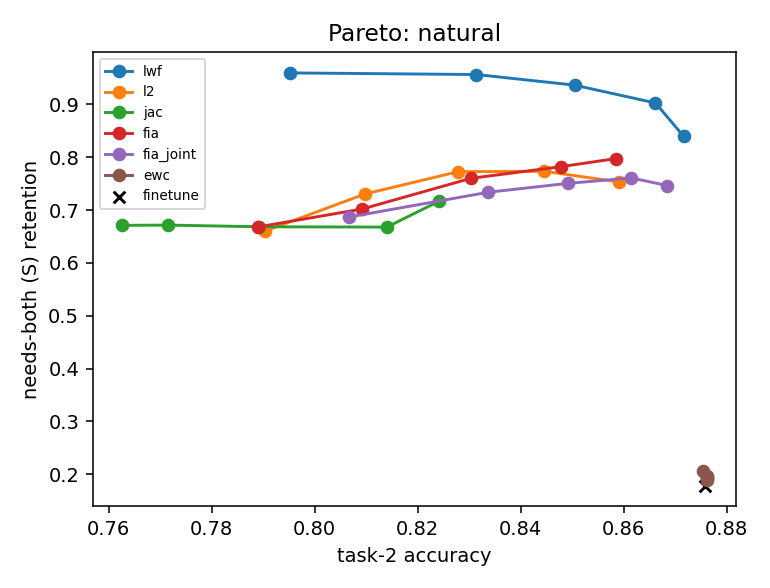 Pareto: natural
lwf
l2
jac
fia
fia_joint
ewc
finetune
needs-both (S) retention
0.9
0.8
0.7
0.6
0.5
0.4
0.3
0.2
0.76 0.78 0.80 0.82 0.84 0.86 0.88
task-2 accuracy